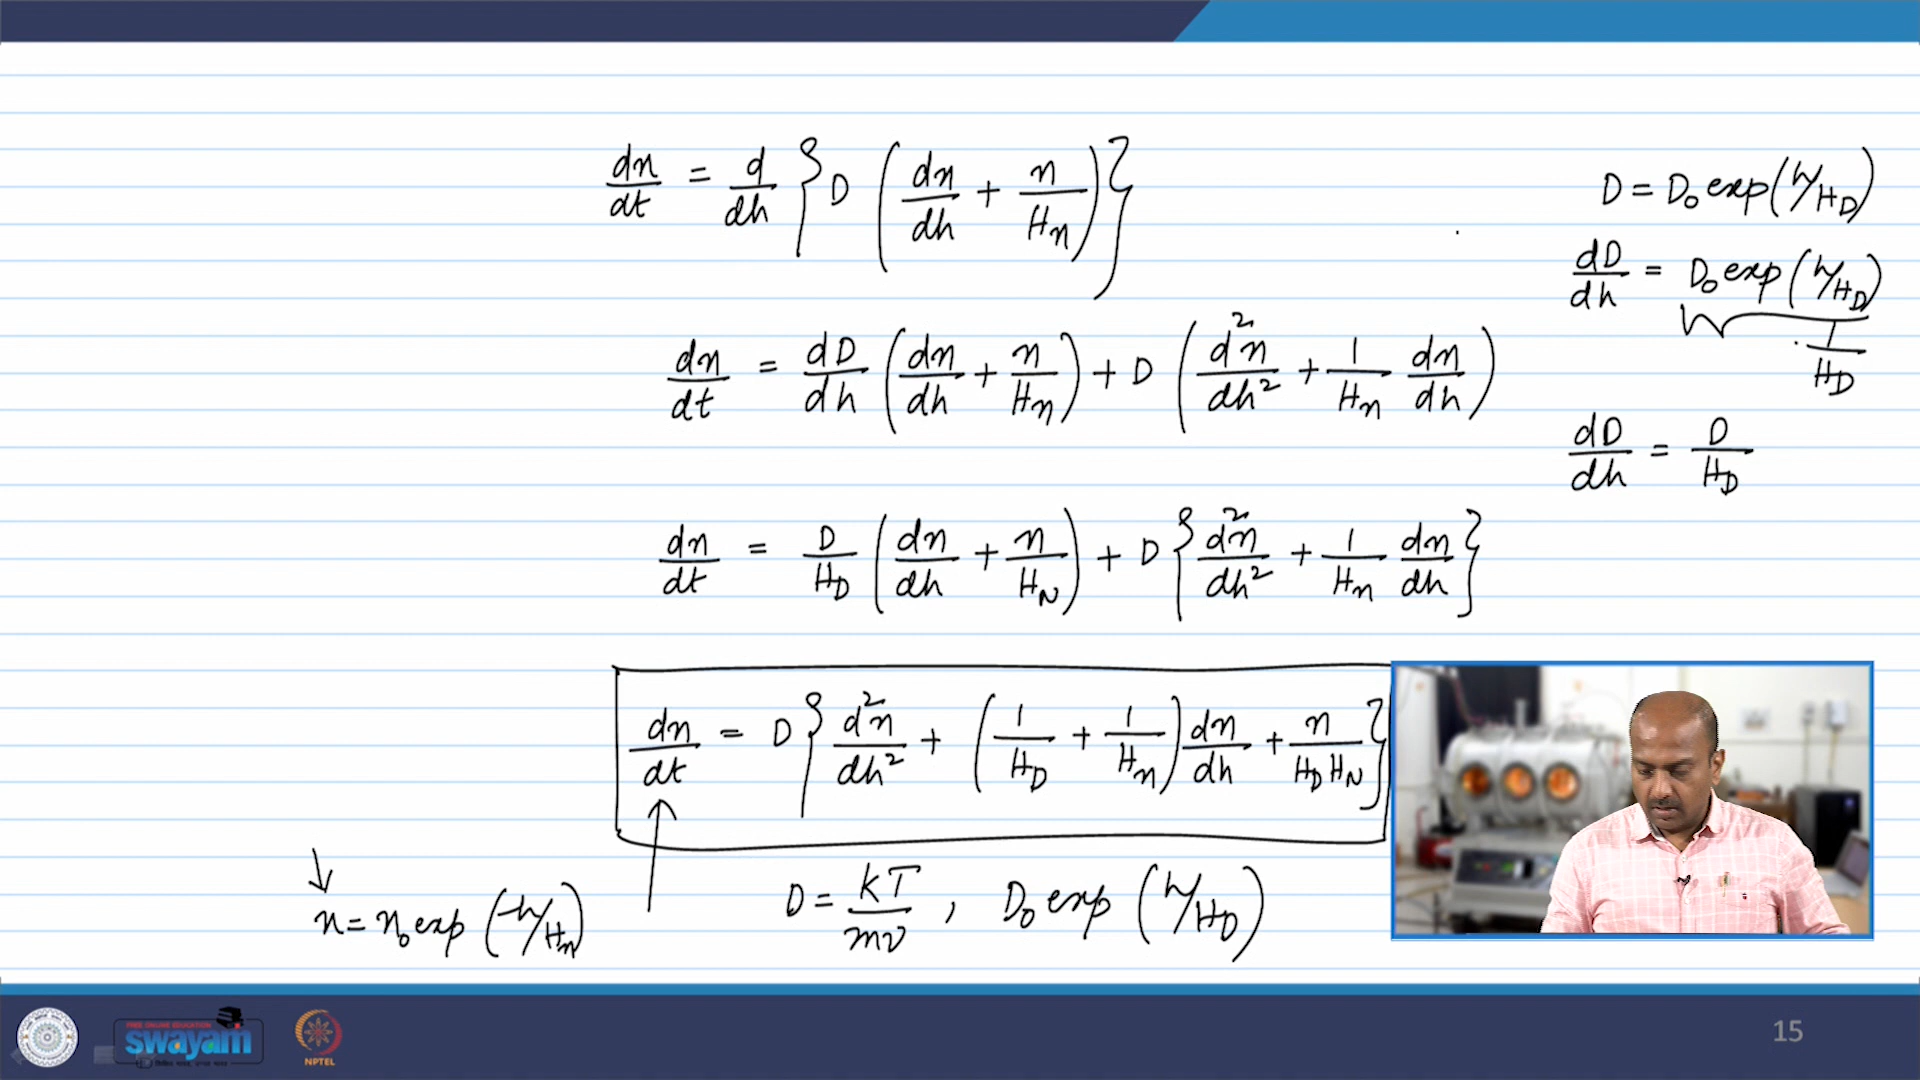 dn/dt = d/dh { D ( dn/dh + n/Hn ) }
D = D₀ exp(h/H_D)
dD/dh = D₀ exp(h/H_D) · 1/H_D
dn/dt = dD/dh ( dn/dh + n/Hn ) + D ( d²n/dh² + 1/Hn dn/dh )
dD/dh = D/H_D
dn/dt = D/H_D ( dn/dh + n/H_N ) + D { d²n/dh² + 1/Hn dn/dh }
dn/dt = D { d²n/dh² + ( 1/H_D + 1/Hn ) dn/dh + n/H_D H_N }
n = n₀ exp(-h/Hn)
D = kT/mν , D₀ exp(h/H_D)
FREE ONLINE EDUCATION
swayam
NPTEL
15